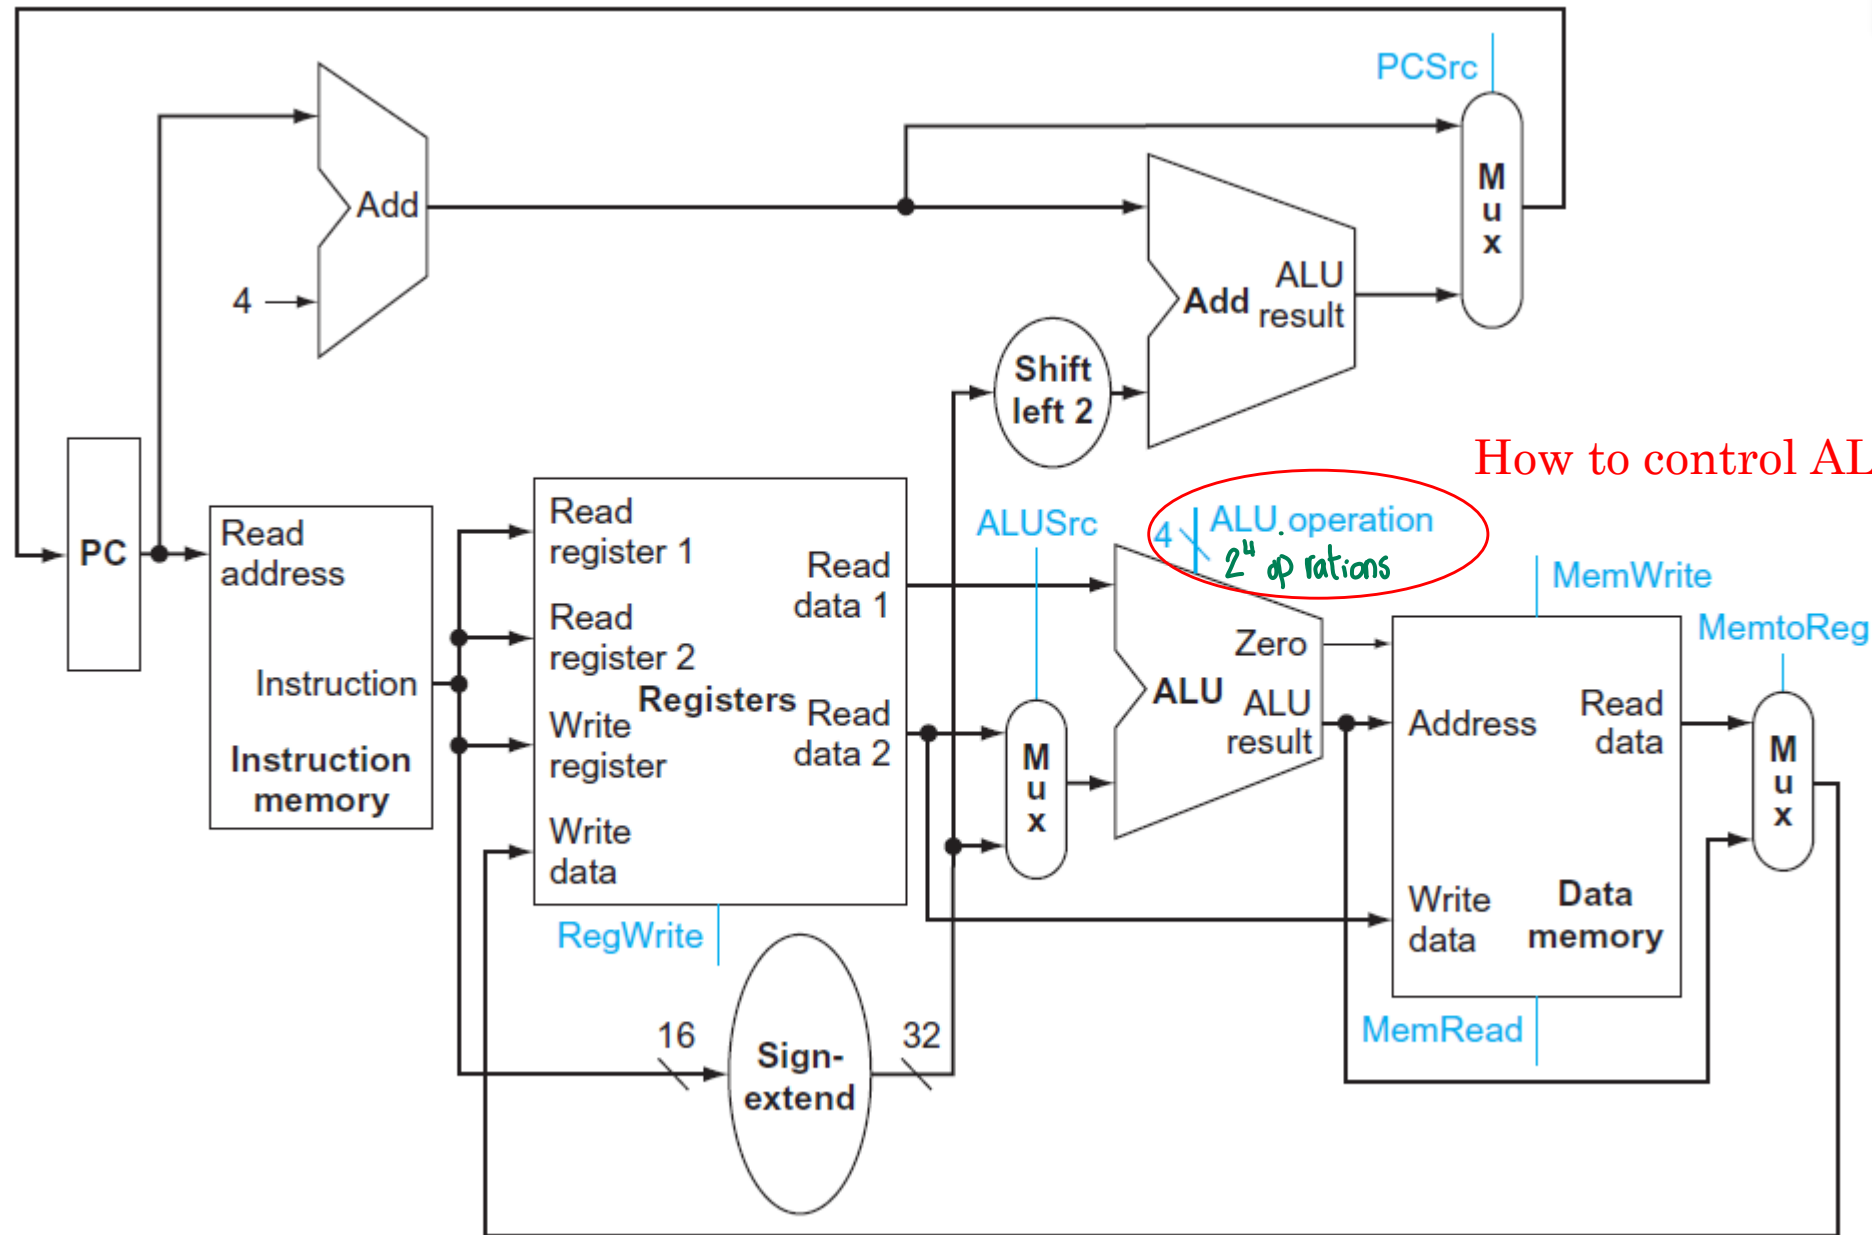 PCSrc
M
u
x
Add
4
Add
ALU
result
Shift
left 2
How to control AL
PC
Read
address
Instruction
Instruction
memory
Read
register 1
Read
register 2
Write
register
Write
data
Registers
Read
data 1
Read
data 2
RegWrite
16
Sign-
extend
32
ALUSrc
M
u
x
4
ALU operation
2⁴ op rations
Zero
ALU
ALU
result
MemWrite
Address
Read
data
Write
data
Data
memory
MemRead
MemtoReg
M
u
x